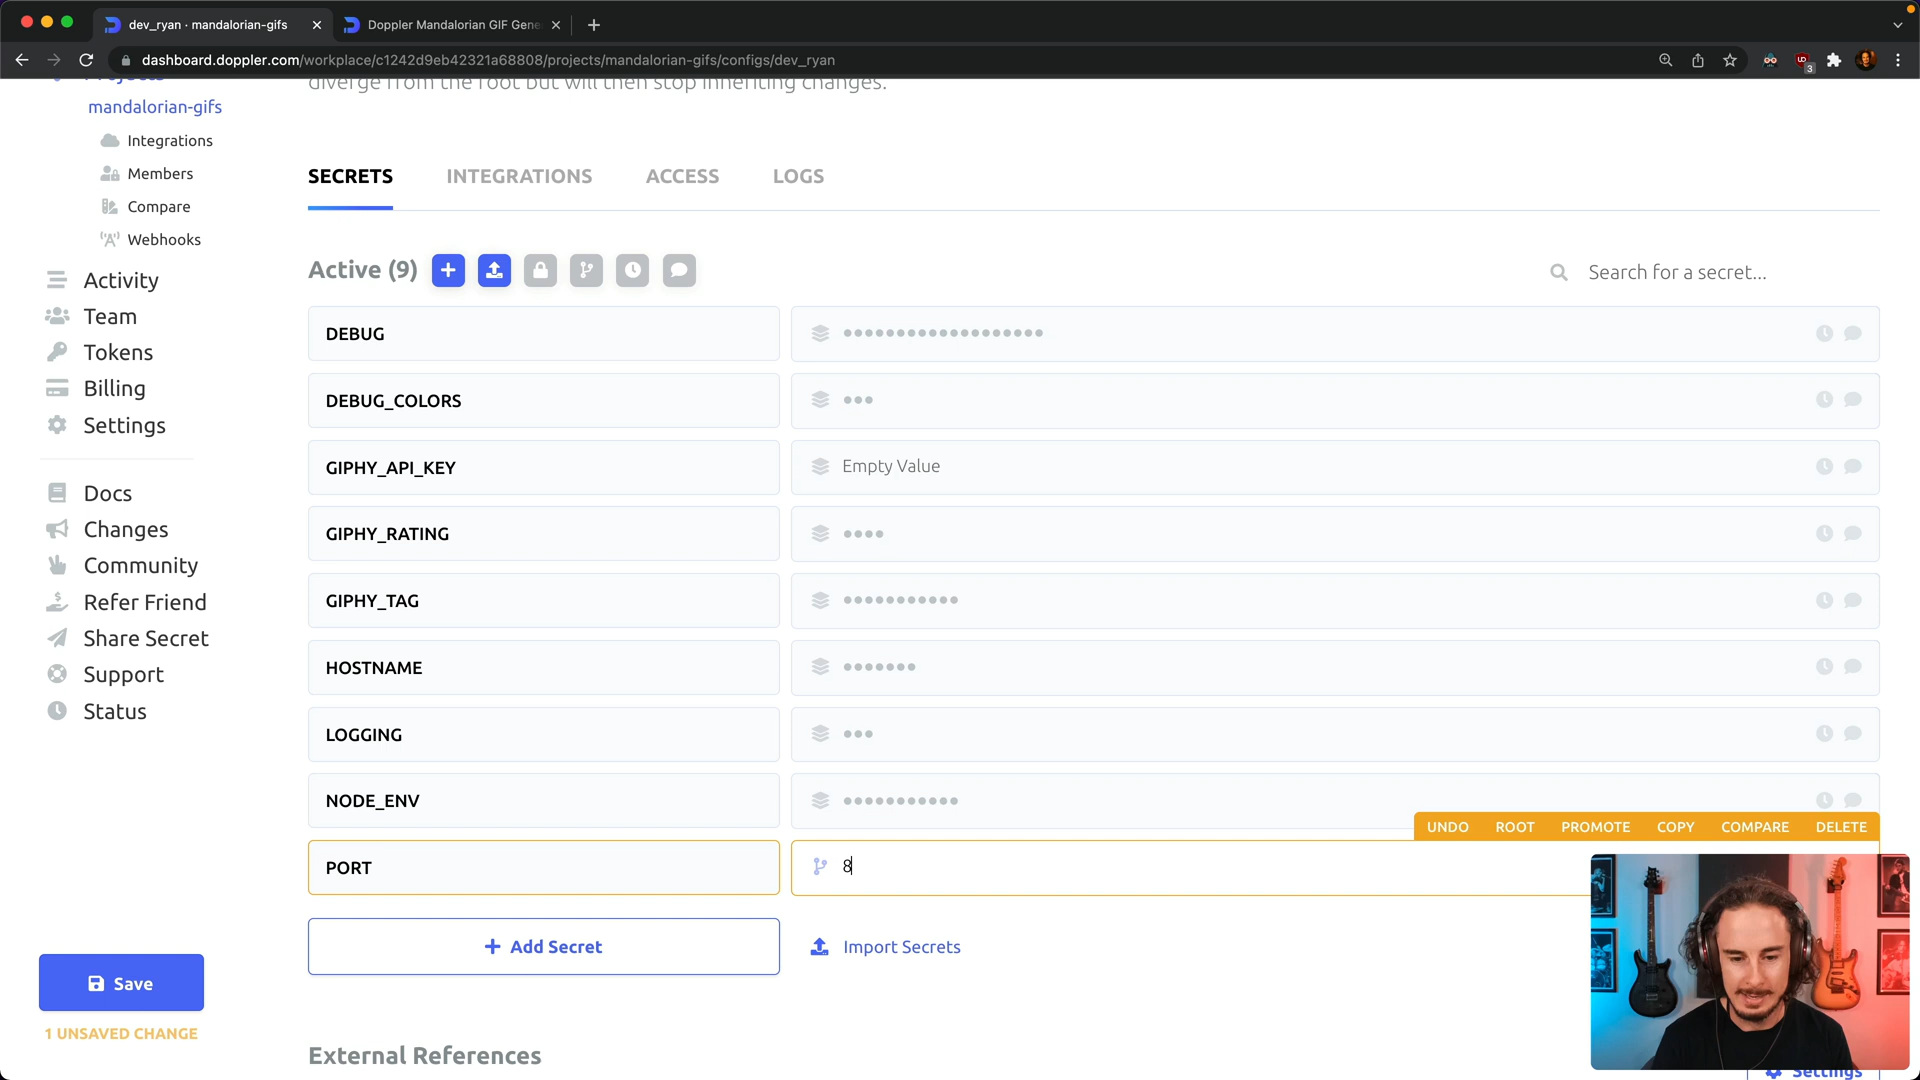 dev_ryan · mandalorian-gifs
Doppler Mandalorian GIF Gene
dashboard.doppler.com/workplace/c1242d9eb42321a68808/projects/mandalorian-gifs/configs/dev_ryan
3
Projects
mandalorian-gifs
Integrations
Members
Compare
Webhooks
Activity
Team
Tokens
Billing
Settings
Docs
Changes
Community
Refer Friend
Share Secret
Support
Status
Save
1 UNSAVED CHANGE
diverge from the root but will then stop inheriting changes.
SECRETS
INTEGRATIONS
ACCESS
LOGS
Active (9)
Search for a secret...
DEBUG
DEBUG_COLORS
GIPHY_API_KEY
Empty Value
GIPHY_RATING
GIPHY_TAG
HOSTNAME
LOGGING
NODE_ENV
UNDO ROOT PROMOTE COPY COMPARE DELETE
PORT
8
Add Secret
Import Secrets
External References
Settings